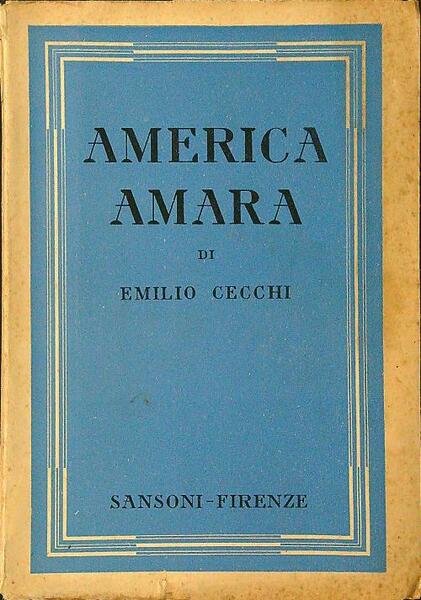 AMERICA
AMARA
DI
EMILIO CECCHI
SANSONI-FIRENZE